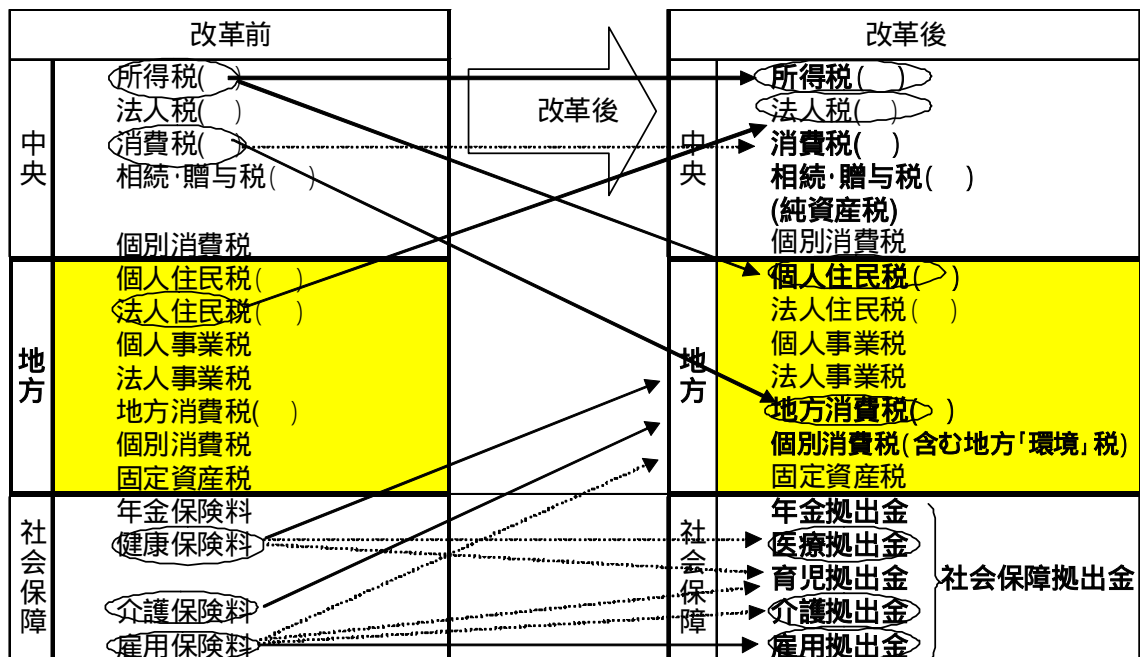 改革前
中央
所得税(　)
法人税(　)
消費税(　)
相続・贈与税(　)
個別消費税
地方
個人住民税(　)
法人住民税(　)
個人事業税
法人事業税
地方消費税(　)
個別消費税
固定資産税
社会保障
年金保険料
健康保険料
介護保険料
雇用保険料
改革後
改革後
中央
所得税(　)
法人税(　)
消費税(　)
相続・贈与税(　)
(純資産税)
個別消費税
地方
個人住民税(　)
法人住民税(　)
個人事業税
法人事業税
地方消費税(　)
個別消費税(含む地方「環境」税)
固定資産税
社会保障
年金拠出金
医療拠出金
育児拠出金
介護拠出金
雇用拠出金
社会保障拠出金